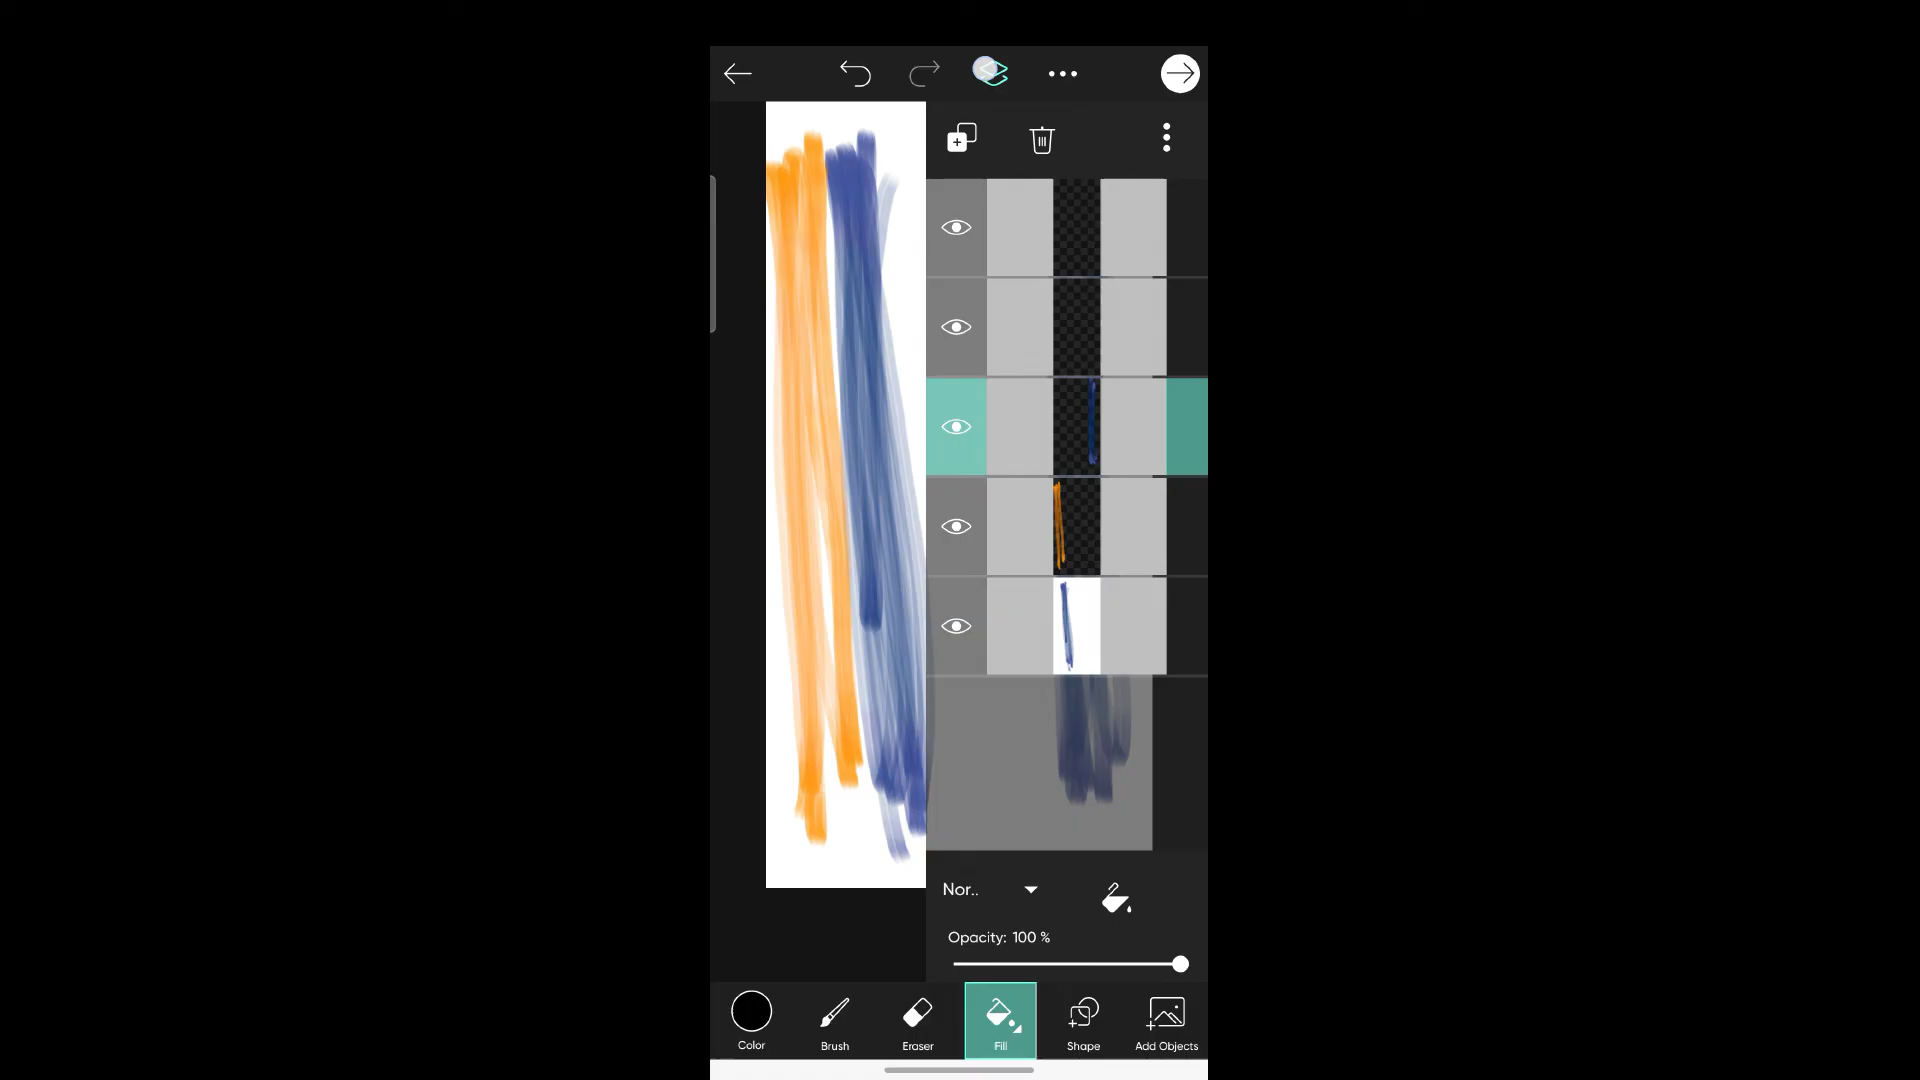 Nor..
Opacity: 100 %
Color
Brush
Eraser
Fill
Shape
Add Objects